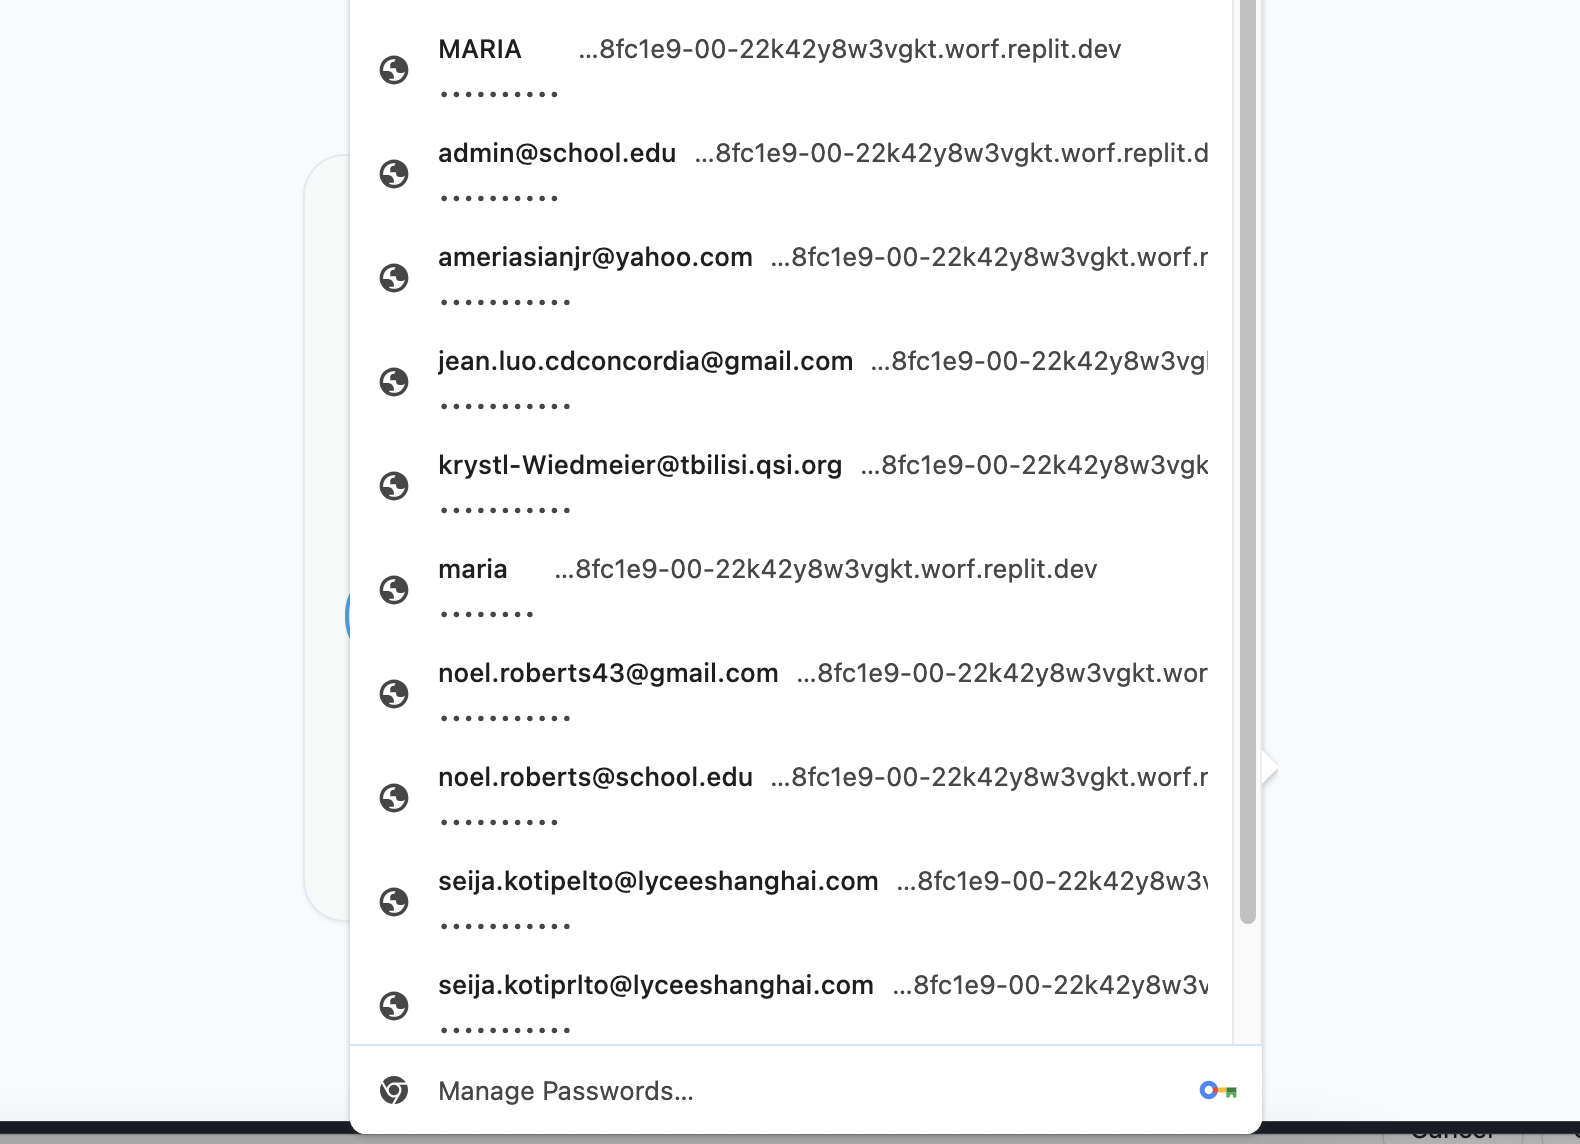 MARIA …8fc1e9-00-22k42y8w3vgkt.worf.replit.dev
••••••••••
admin@school.edu …8fc1e9-00-22k42y8w3vgkt.worf.replit.d
••••••••••
ameriasianjr@yahoo.com …8fc1e9-00-22k42y8w3vgkt.worf.r
•••••••••••
jean.luo.cdconcordia@gmail.com …8fc1e9-00-22k42y8w3vg
•••••••••••
krystl-Wiedmeier@tbilisi.qsi.org …8fc1e9-00-22k42y8w3vgk
•••••••••••
maria …8fc1e9-00-22k42y8w3vgkt.worf.replit.dev
••••••••
noel.roberts43@gmail.com …8fc1e9-00-22k42y8w3vgkt.wor
•••••••••••
noel.roberts@school.edu …8fc1e9-00-22k42y8w3vgkt.worf.r
••••••••••
seija.kotipelto@lyceeshanghai.com …8fc1e9-00-22k42y8w3v
•••••••••••
seija.kotiprlto@lyceeshanghai.com …8fc1e9-00-22k42y8w3v
•••••••••••
Manage Passwords…